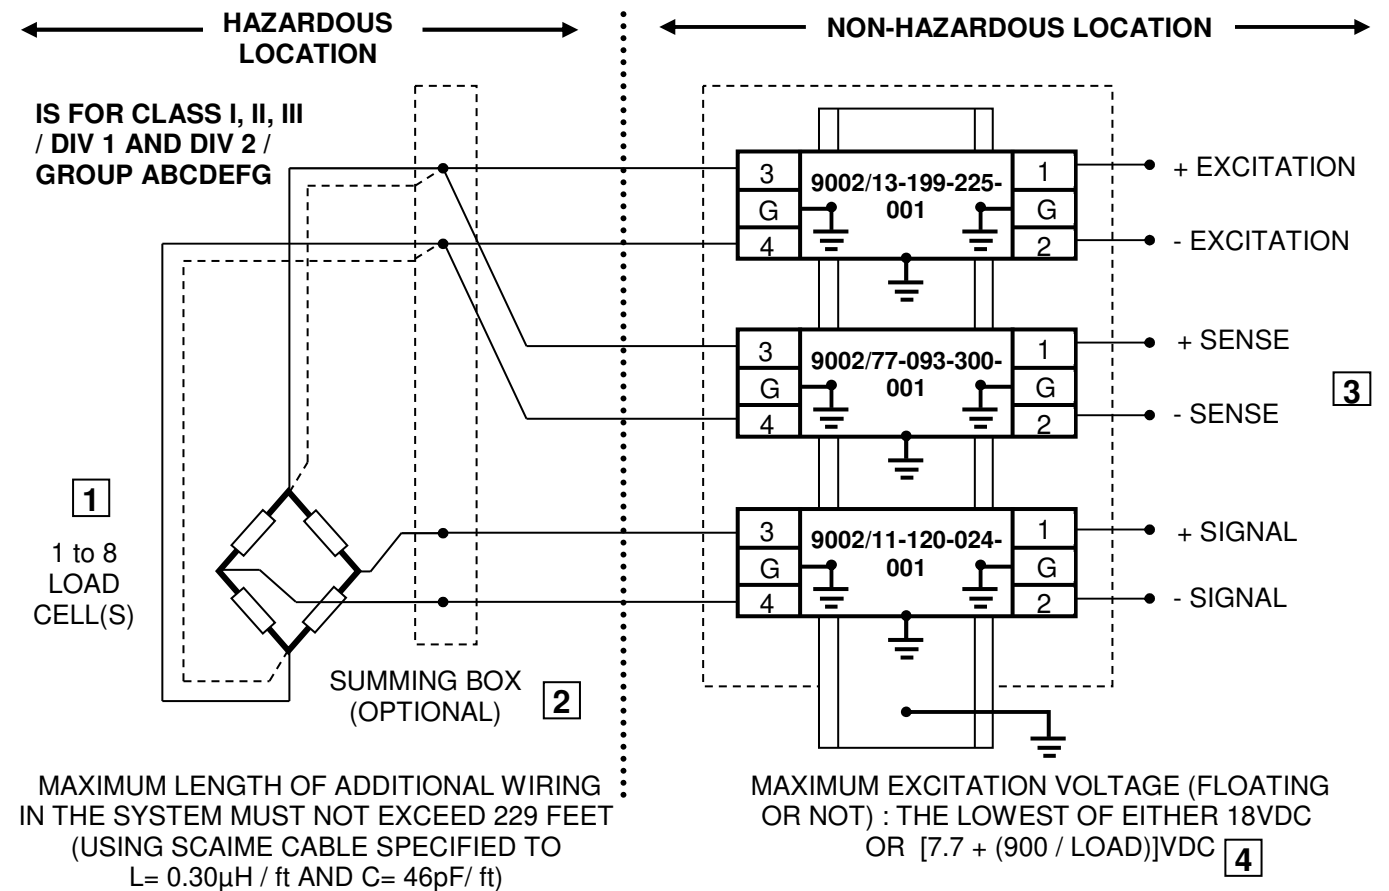 HAZARDOUS
LOCATION
NON-HAZARDOUS LOCATION
IS FOR CLASS I, II, III
/ DIV 1 AND DIV 2 /
GROUP ABCDEFG
3
G
4
9002/13-199-225-
001
1
G
2
+ EXCITATION
- EXCITATION
3
G
4
9002/77-093-300-
001
1
G
2
+ SENSE
- SENSE
3
1
1 to 8
LOAD
CELL(S)
3
G
4
9002/11-120-024-
001
1
G
2
+ SIGNAL
- SIGNAL
SUMMING BOX
(OPTIONAL)
2
MAXIMUM LENGTH OF ADDITIONAL WIRING
IN THE SYSTEM MUST NOT EXCEED 229 FEET
(USING SCAIME CABLE SPECIFIED TO
L= 0.30µH / ft AND C= 46pF/ ft)
MAXIMUM EXCITATION VOLTAGE (FLOATING
OR NOT) : THE LOWEST OF EITHER 18VDC
OR [7.7 + (900 / LOAD)]VDC
4